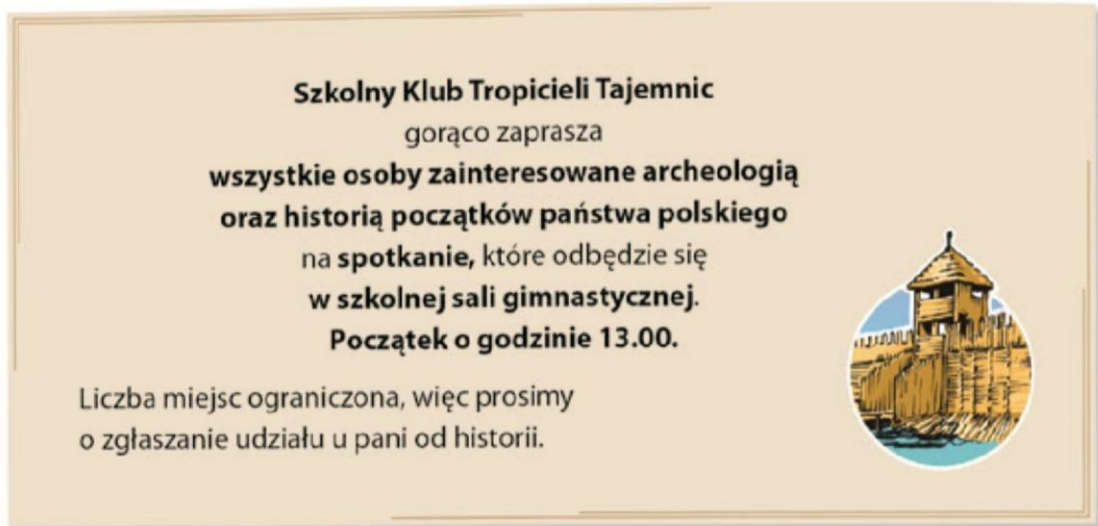 Szkolny Klub Tropicieli Tajemnic
gorąco zaprasza
wszystkie osoby zainteresowane archeologią
oraz historią początków państwa polskiego
na spotkanie, które odbędzie się
w szkolnej sali gimnastycznej.
Początek o godzinie 13.00.
Liczba miejsc ograniczona, więc prosimy
o zgłaszanie udziału u pani od historii.